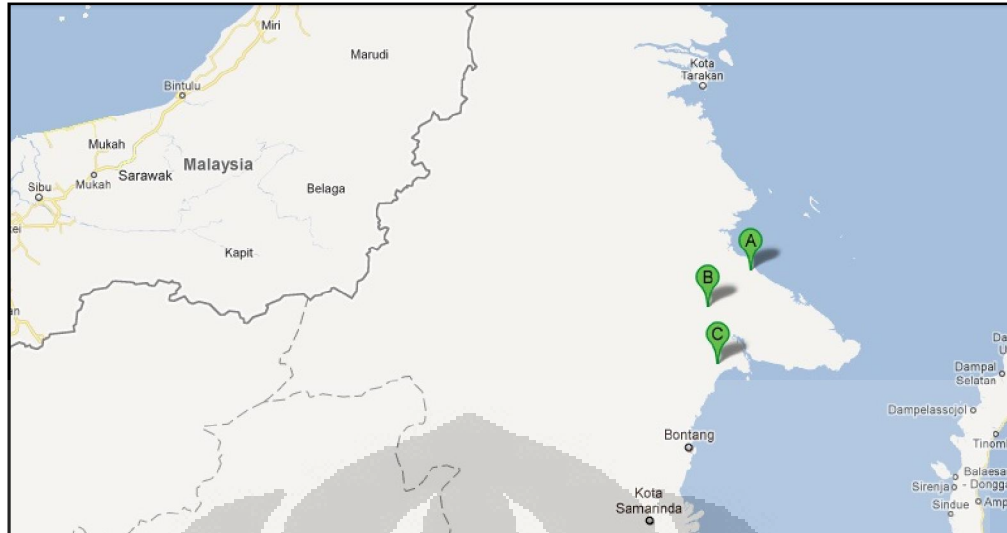 Miri
Marudi
Kota
Tarakan
Bintulu
Mukah
Malaysia
Mukah
Sarawak
Sibu
Belaga
Kapit
A
B
C
Dampal
Selatan
Dampelassojol
Bontang
Kota
Samarinda
Sirenja
- Dongga
Sindue